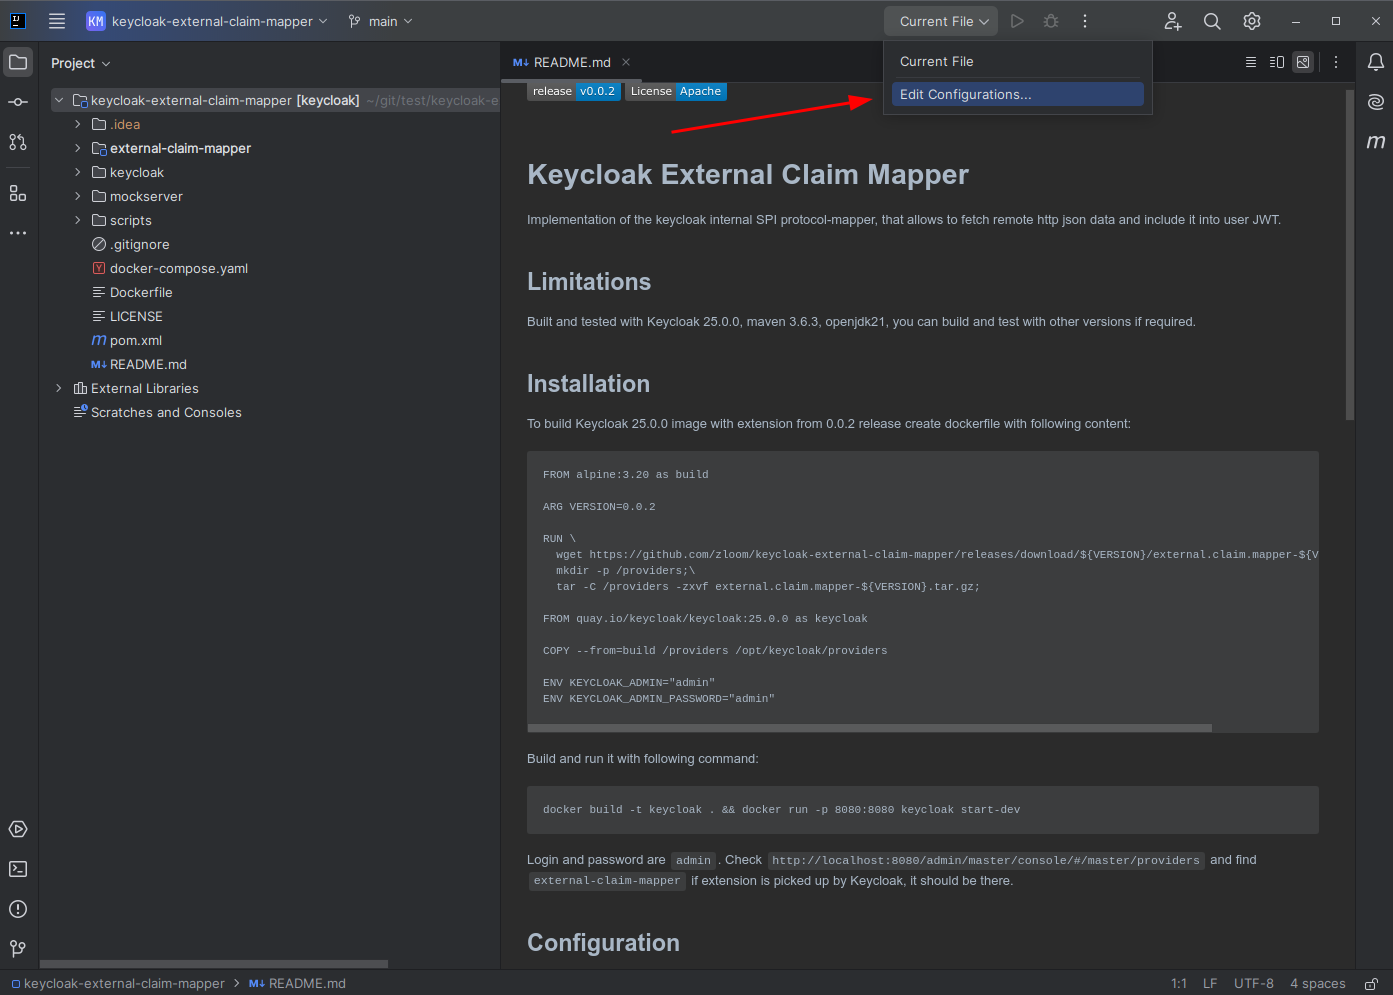 KM keycloak-external-claim-mapper main Current File
Project
README.md
Current File
Edit Configurations...
keycloak-external-claim-mapper [keycloak] ~/git/test/keycloak-e
.idea
external-claim-mapper
keycloak
mockserver
scripts
.gitignore
docker-compose.yaml
Dockerfile
LICENSE
pom.xml
README.md
External Libraries
Scratches and Consoles
release v0.0.2 License Apache
Keycloak External Claim Mapper
Implementation of the keycloak internal SPI protocol-mapper, that allows to fetch remote http json data and include it into user JWT.
Limitations
Built and tested with Keycloak 25.0.0, maven 3.6.3, openjdk21, you can build and test with other versions if required.
Installation
To build Keycloak 25.0.0 image with extension from 0.0.2 release create dockerfile with following content:
FROM alpine:3.20 as build
ARG VERSION=0.0.2
RUN \
wget https://github.com/zloom/keycloak-external-claim-mapper/releases/download/${VERSION}/external.claim.mapper-${V
mkdir -p /providers;\
tar -C /providers -zxvf external.claim.mapper-${VERSION}.tar.gz;
FROM quay.io/keycloak/keycloak:25.0.0 as keycloak
COPY --from=build /providers /opt/keycloak/providers
ENV KEYCLOAK_ADMIN="admin"
ENV KEYCLOAK_ADMIN_PASSWORD="admin"
Build and run it with following command:
docker build -t keycloak . && docker run -p 8080:8080 keycloak start-dev
Login and password are admin . Check http://localhost:8080/admin/master/console/#/master/providers and find
external-claim-mapper if extension is picked up by Keycloak, it should be there.
Configuration
keycloak-external-claim-mapper > M↓ README.md 1:1 LF UTF-8 4 spaces